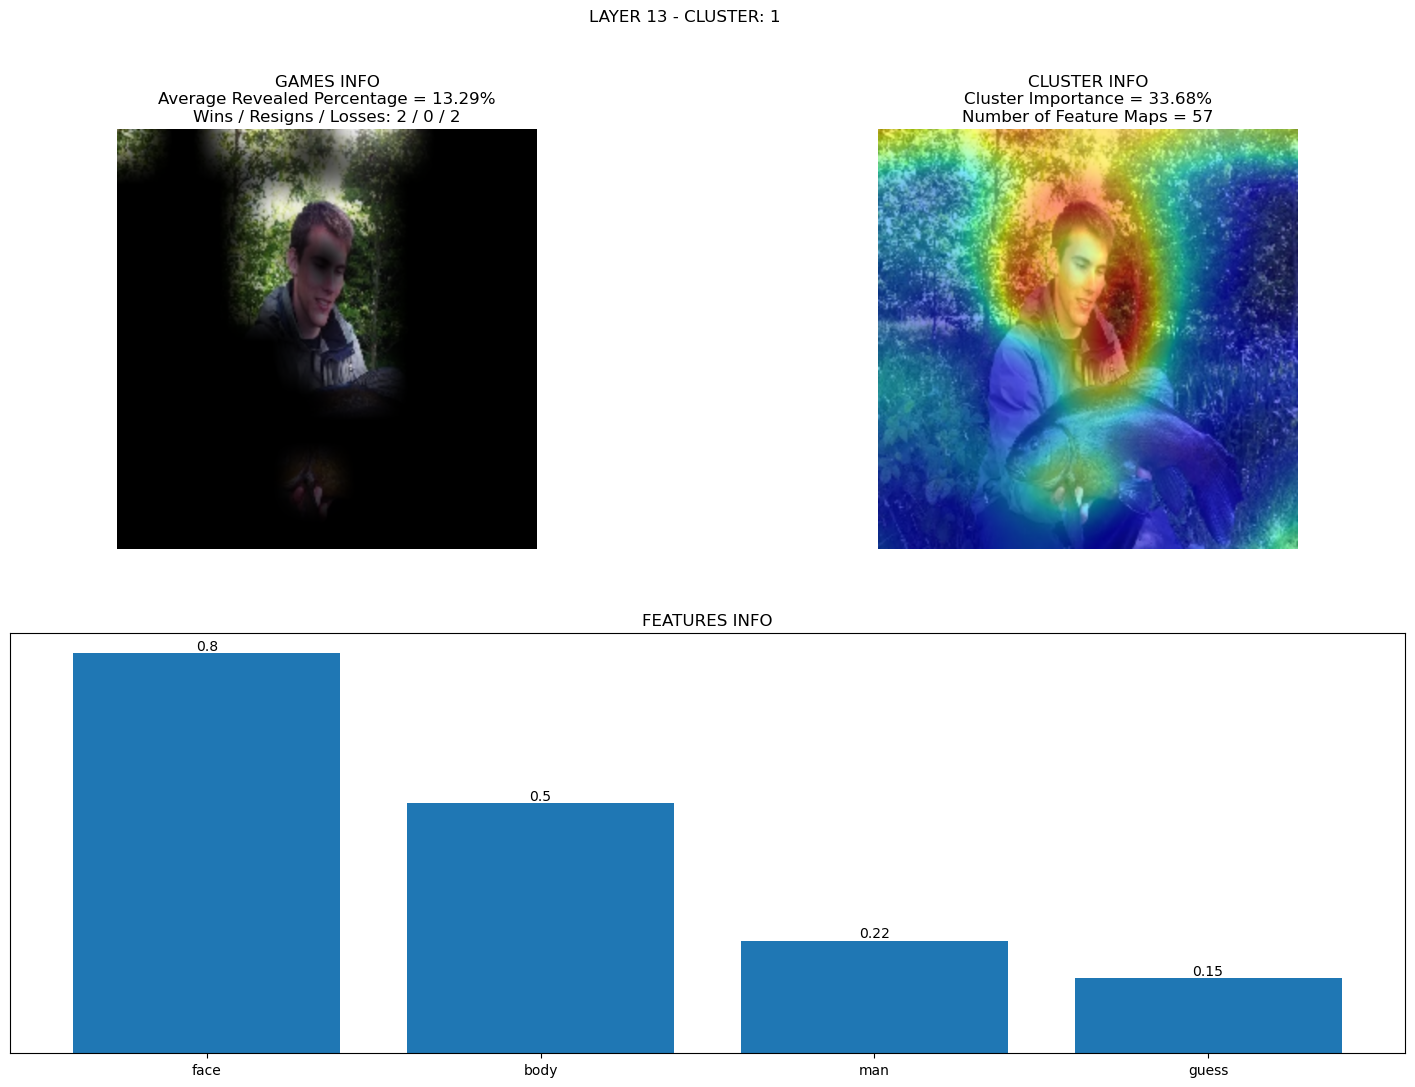 LAYER 13 - CLUSTER: 1
GAMES INFO
Average Revealed Percentage = 13.29%
Wins / Resigns / Losses: 2 / 0 / 2
CLUSTER INFO
Cluster Importance = 33.68%
Number of Feature Maps = 57
FEATURES INFO
0.8
0.5
0.22
0.15
face
body
man
guess